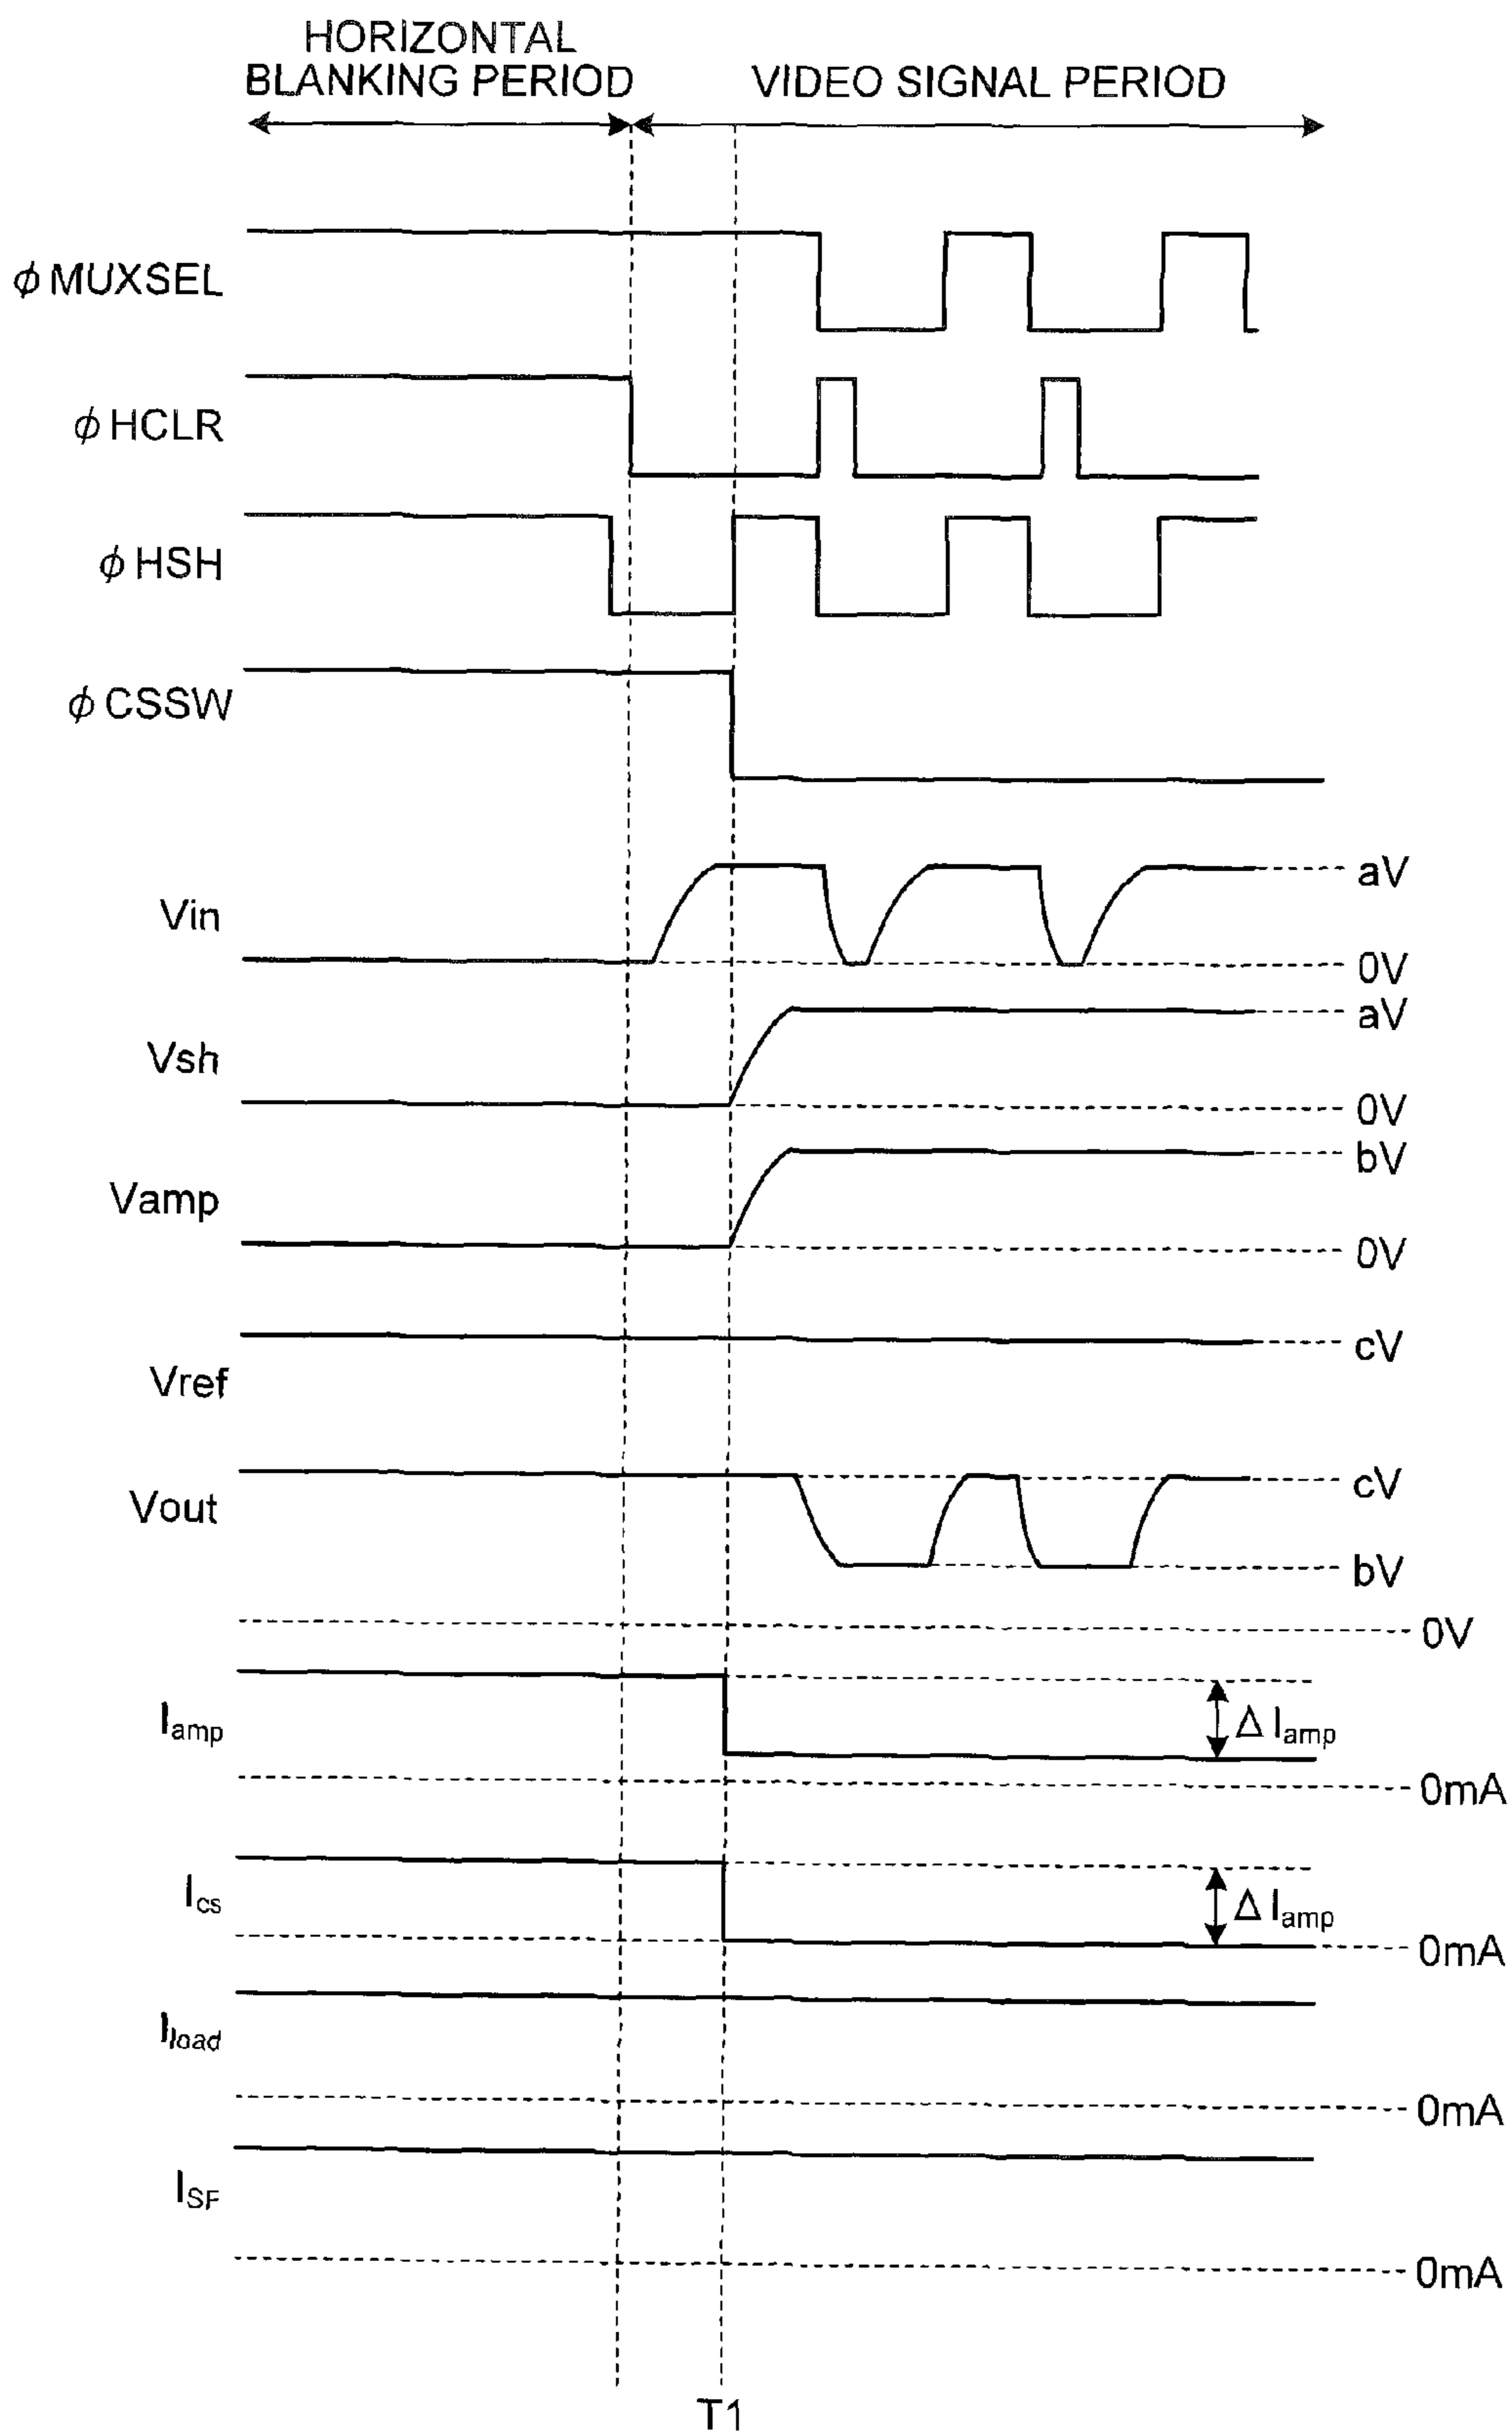 HORIZONTAL
BLANKING PERIOD
VIDEO SIGNAL PERIOD
ϕ MUXSEL
ϕ HCLR
ϕ HSH
ϕ CSSW
Vin
aV
0V
Vsh
aV
0V
Vamp
bV
0V
Vref
cV
Vout
cV
bV
0V
Iamp
Δ Iamp
0mA
Ics
Δ Iamp
0mA
Iload
0mA
ISF
0mA
T1